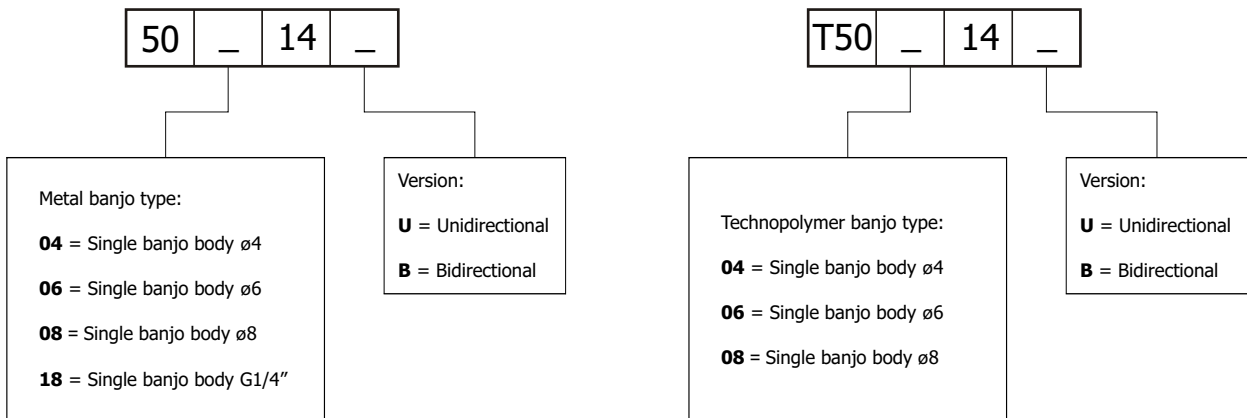 50 _ 14 _
Metal banjo type:
04 = Single banjo body ø4
06 = Single banjo body ø6
08 = Single banjo body ø8
18 = Single banjo body G1/4”
Version:
U = Unidirectional
B = Bidirectional
T50 _ 14 _
Technopolymer banjo type:
04 = Single banjo body ø4
06 = Single banjo body ø6
08 = Single banjo body ø8
Version:
U = Unidirectional
B = Bidirectional